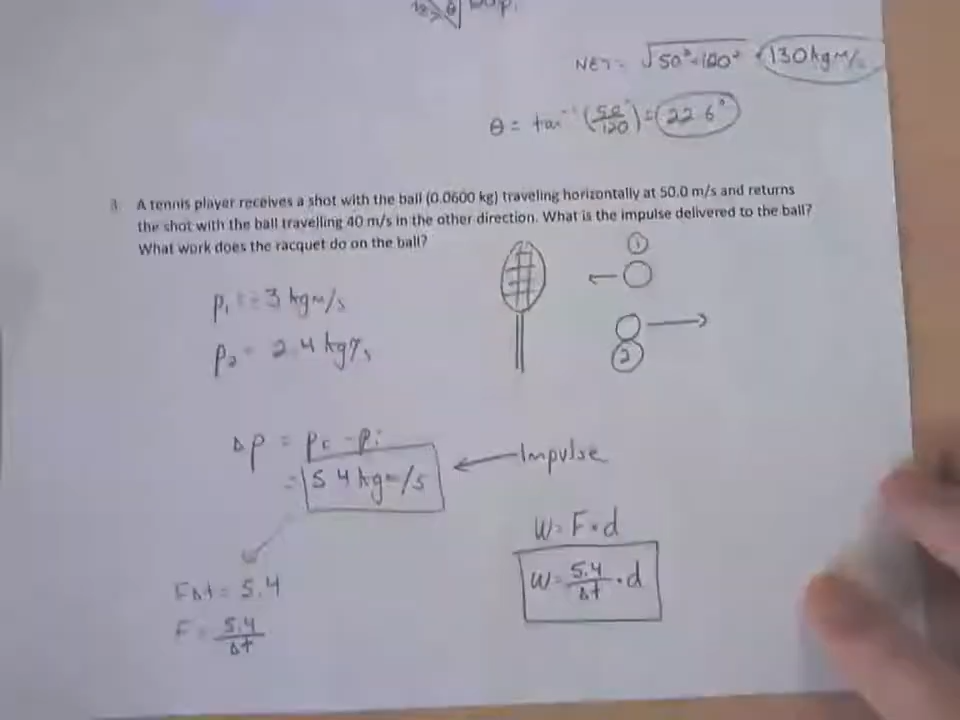 NET = √50²+120² = 130 kg m/s
θ = tan⁻¹ (50/120) = 22.6°
3. A tennis player receives a shot with the ball (0.0600 kg) traveling horizontally at 50.0 m/s and returns
the shot with the ball travelling 40 m/s in the other direction. What is the impulse delivered to the ball?
What work does the racquet do on the ball?
1
p₁ = -3 kgm/s
p₂ = 2.4 kgm/s
2
Δp = pf - pi
= 5.4 kgm/s
Impulse
W = F • d
W = 5.4/Δt • d
FΔt = 5.4
F = 5.4/Δt